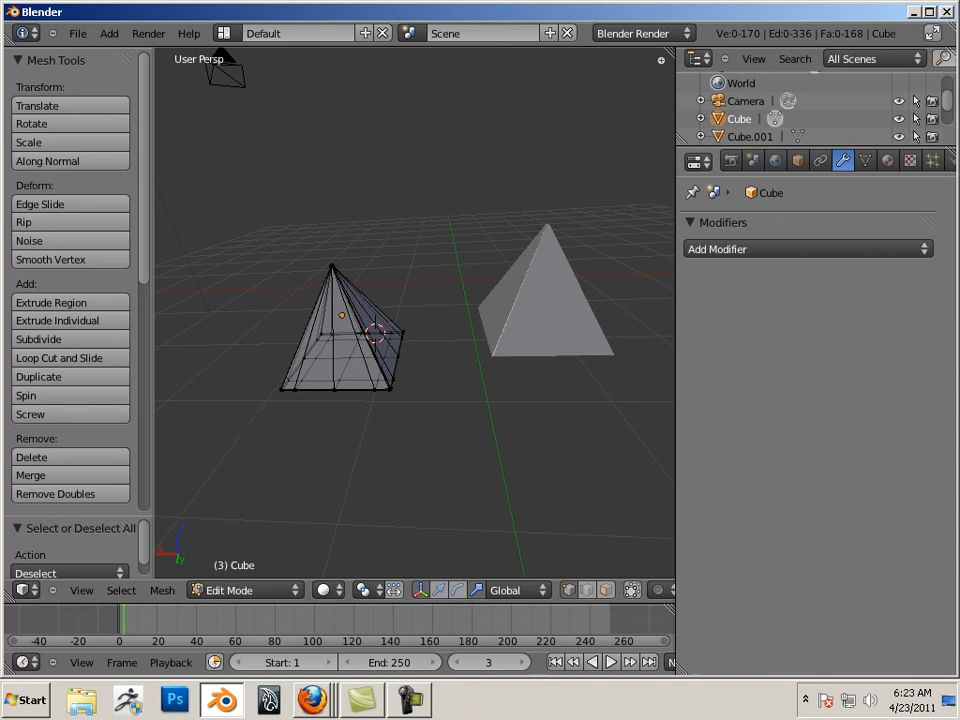 Blender
File Add Render Help Default Scene Blender Render Ve:0-170 | Ed:0-336 | Fa:0-168 | Cube
Mesh Tools
Transform:
Translate
Rotate
Scale
Along Normal
Deform:
Edge Slide
Rip
Noise
Smooth Vertex
Add:
Extrude Region
Extrude Individual
Subdivide
Loop Cut and Slide
Duplicate
Spin
Screw
Remove:
Delete
Merge
Remove Doubles
Select or Deselect All
Action
Deselect
User Persp
(3) Cube
View Select Mesh Edit Mode Global
View Search All Scenes
World
Camera
Cube
Cube.001
Cube
Modifiers
Add Modifier
-40 -20 0 20 40 60 80 100 120 140 160 180 200 220 240 260
View Frame Playback Start: 1 End: 250 3
Start
Ps
6:23 AM
4/23/2011